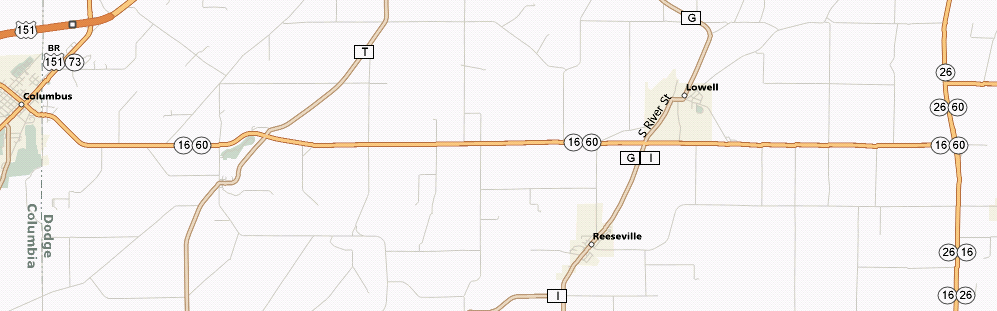 151
BR
151 73
Columbus
T
G
26
Lowell
26 60
S River St
16 60
16 60
16 60
G I
Dodge
Columbia
Reeseville
26 16
I
16 26